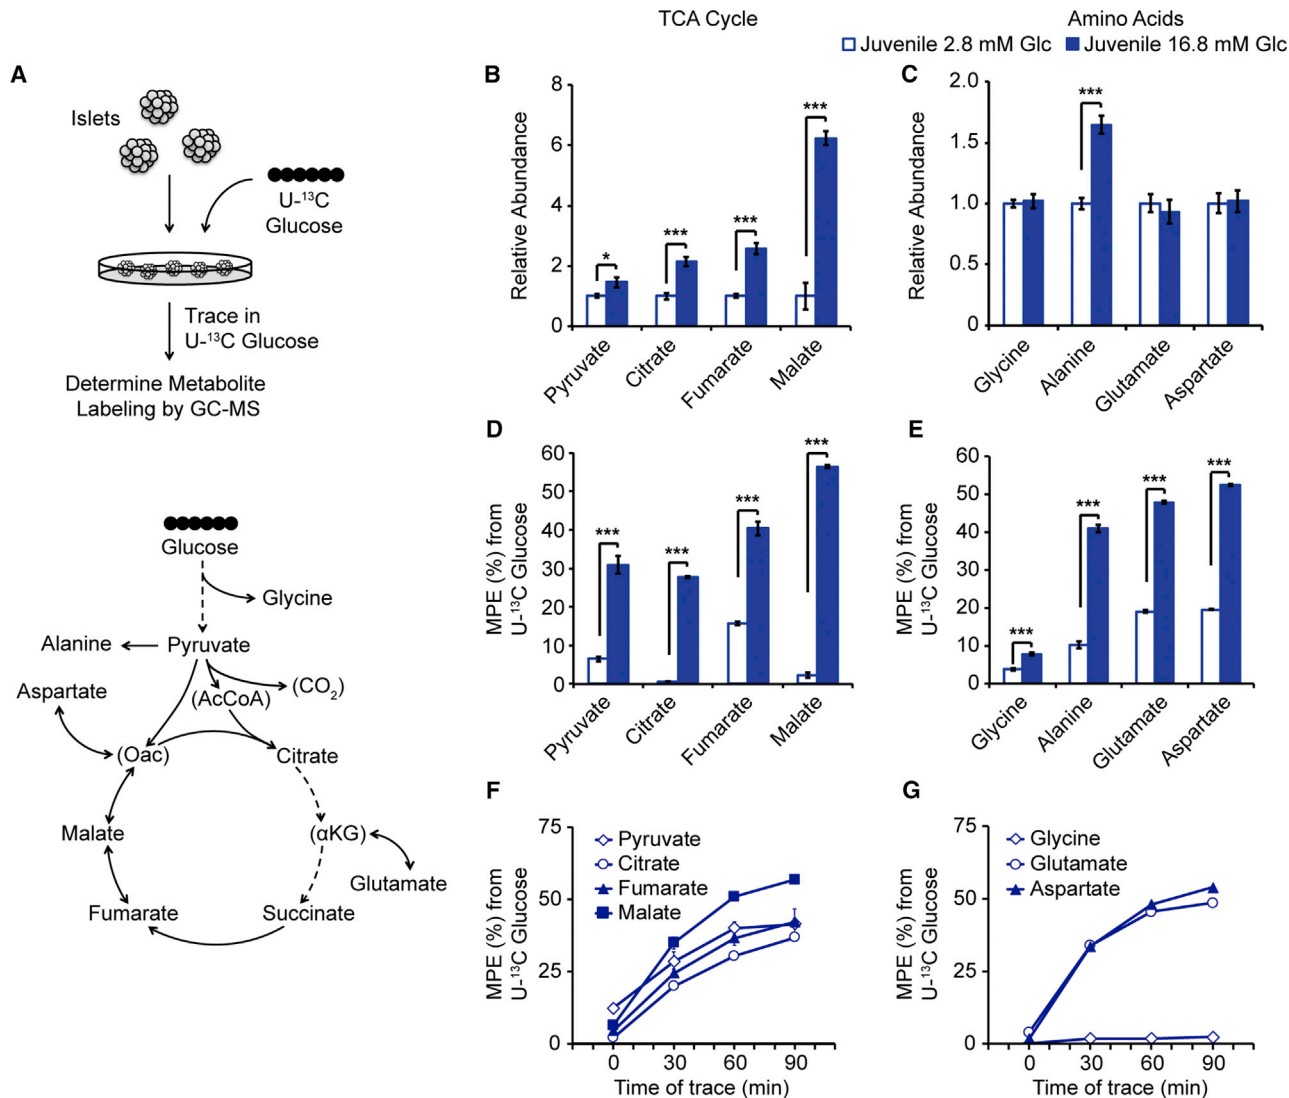 TCA Cycle
Amino Acids
Juvenile 2.8 mM Glc
Juvenile 16.8 mM Glc
A
Islets
U-¹³C
Glucose
Trace in
U-¹³C Glucose
Determine Metabolite
Labeling by GC-MS
Glucose
Glycine
Alanine
Pyruvate
Aspartate
(AcCoA)
(CO₂)
(Oac)
Citrate
Malate
(αKG)
Glutamate
Fumarate
Succinate
B
Relative Abundance
8
6
4
2
0
*
***
***
***
Pyruvate
Citrate
Fumarate
Malate
C
Relative Abundance
2.0
1.5
1.0
0.5
0
***
Glycine
Alanine
Glutamate
Aspartate
D
MPE (%) from
U-¹³C Glucose
60
50
40
30
20
10
0
***
***
***
***
Pyruvate
Citrate
Fumarate
Malate
E
MPE (%) from
U-¹³C Glucose
60
50
40
30
20
10
0
***
***
***
***
Glycine
Alanine
Glutamate
Aspartate
F
MPE (%) from
U-¹³C Glucose
75
50
25
0
Pyruvate
Citrate
Fumarate
Malate
0 30 60 90
Time of trace (min)
G
MPE (%) from
U-¹³C Glucose
75
50
25
0
Glycine
Glutamate
Aspartate
0 30 60 90
Time of trace (min)